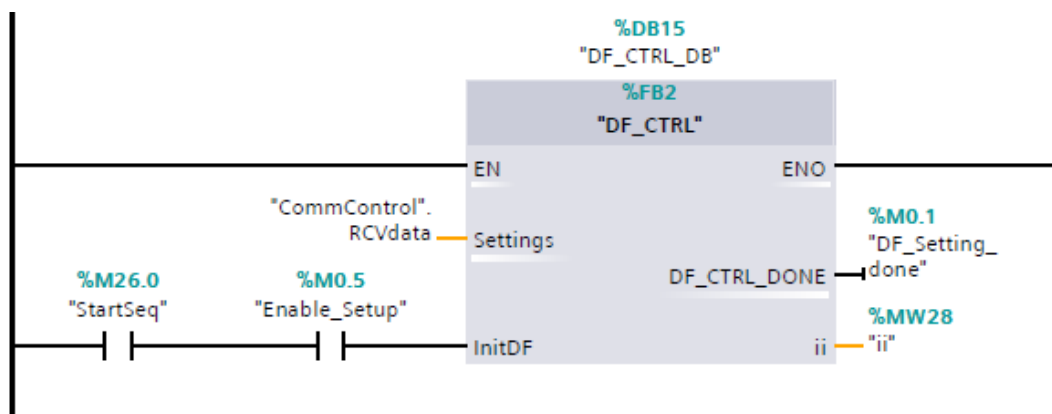 %DB15
"DF_CTRL_DB"
%FB2
"DF_CTRL"
EN
ENO
"CommControl".
RCVdata
Settings
%M0.1
"DF_Setting_
done"
DF_CTRL_DONE
%M26.0
"StartSeq"
%M0.5
"Enable_Setup"
InitDF
%MW28
"ii"
ii